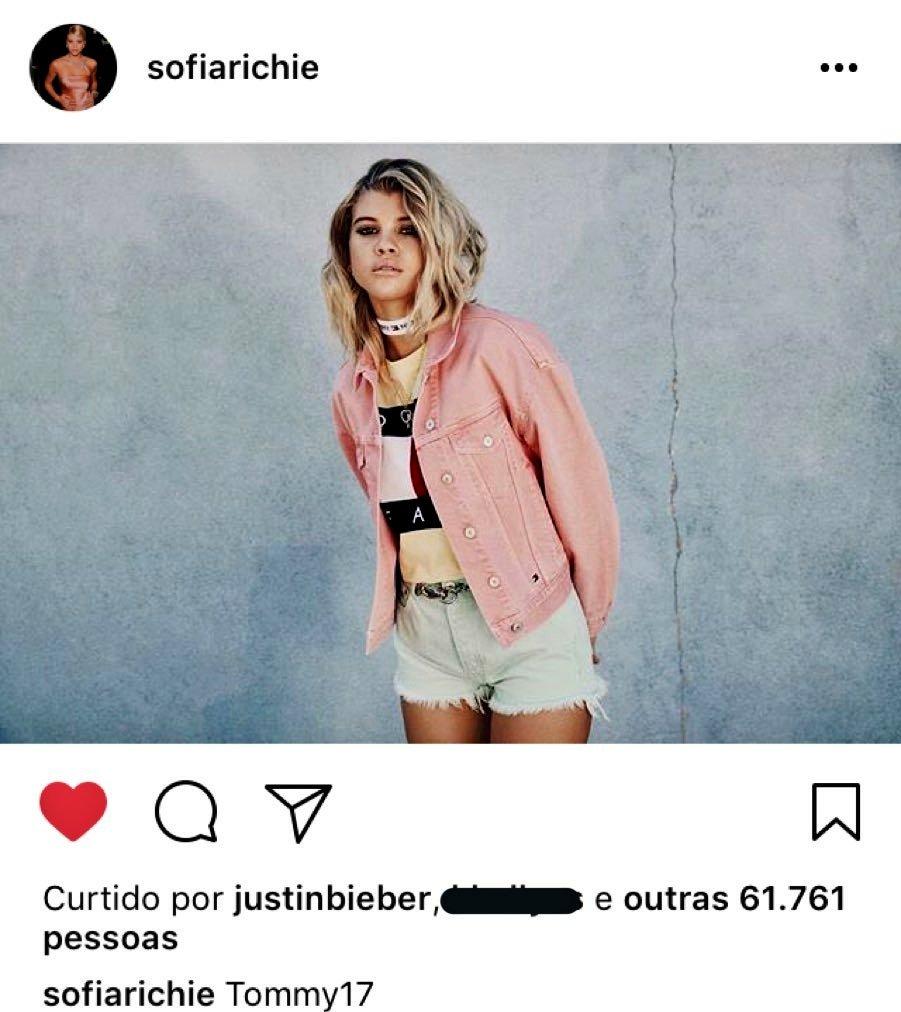 sofiarichie
A
Curtido por justinbieber, e outras 61.761
pessoas
sofiarichie Tommy17